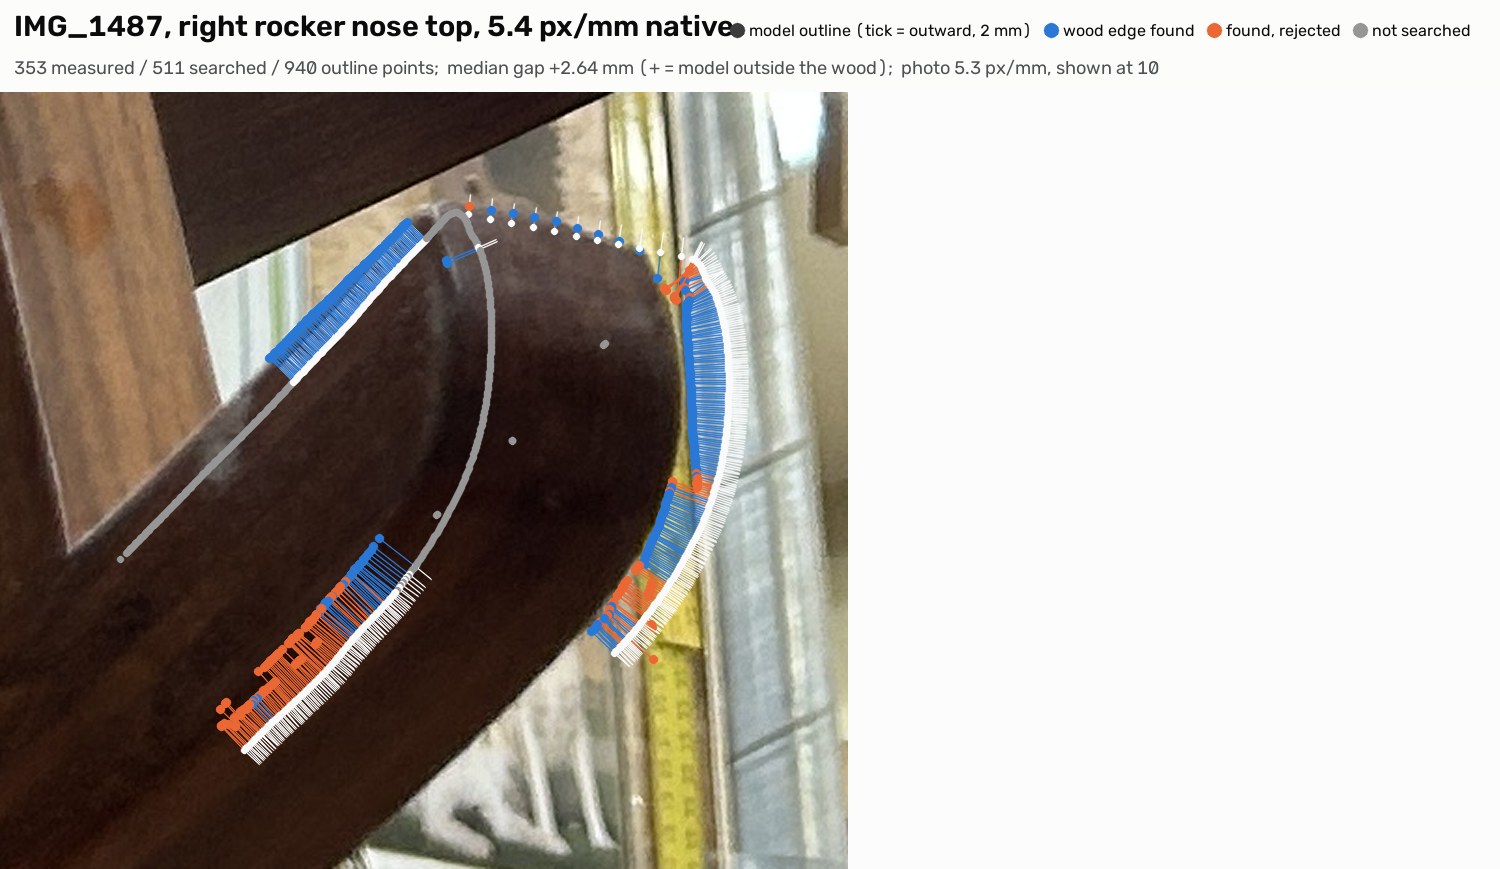 IMG_1487, right rocker nose top, 5.4 px/mm native
model outline (tick = outward, 2 mm) wood edge found found, rejected not searched
353 measured / 511 searched / 940 outline points; median gap +2.64 mm (+ = model outside the wood); photo 5.3 px/mm, shown at 10